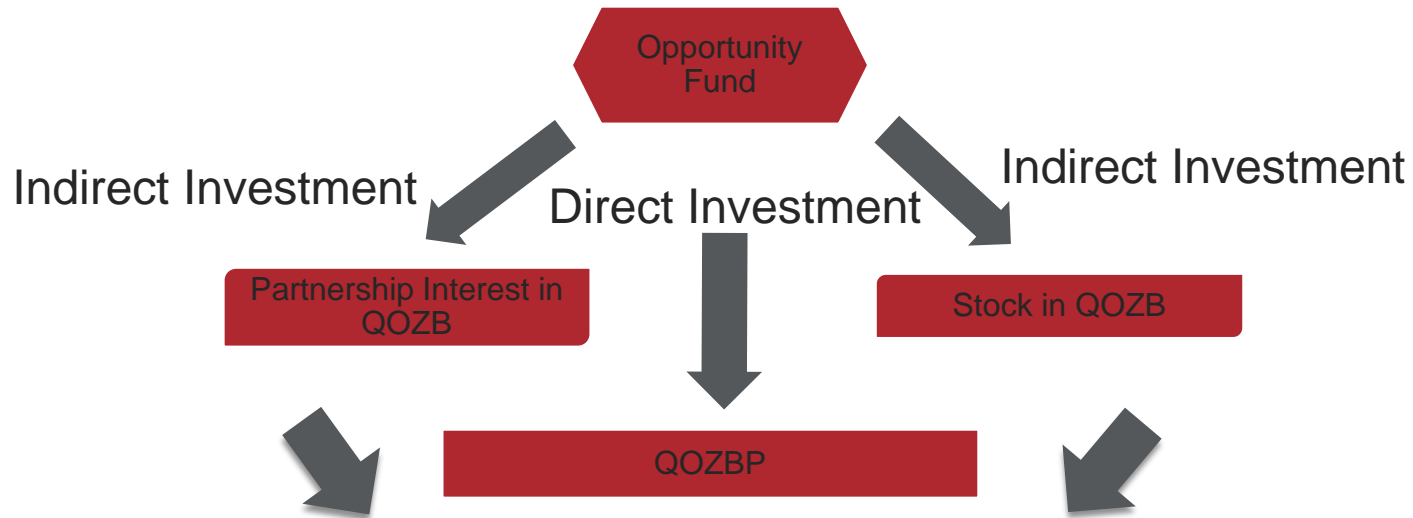 Opportunity
Fund
Indirect Investment
Direct Investment
Indirect Investment
Partnership Interest in
QOZB
Stock in QOZB
QOZBP